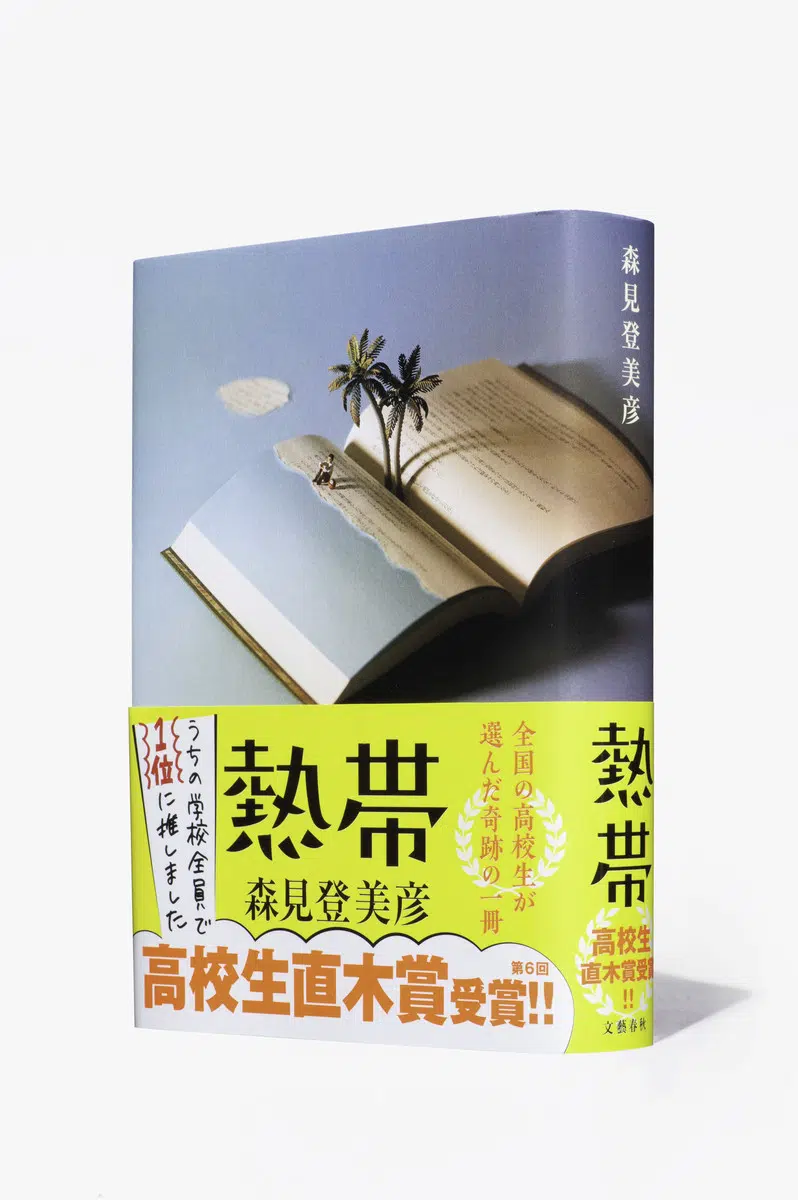 森見登美彦
全国の高校生が
選んだ奇跡の一冊
熱帯
森見登美彦
うちの学校全員で
1位に推しました
第6回
高校生直木賞受賞!!
熱帯
高校生
直木賞受賞
!!
文藝春秋